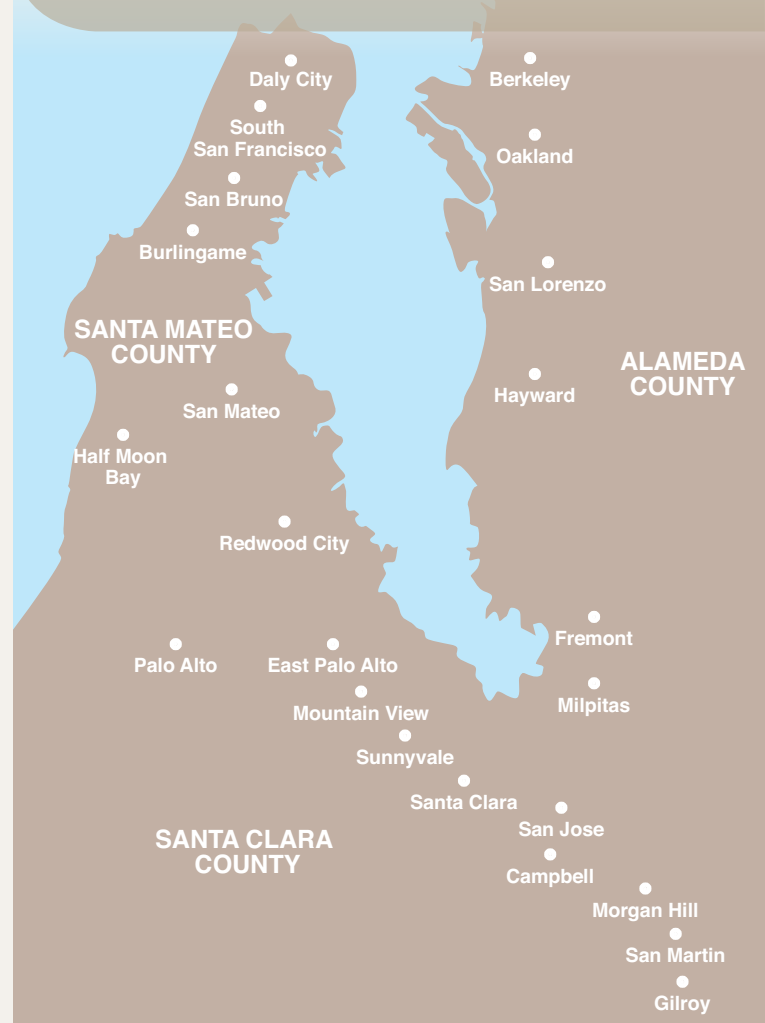 Daly City
Berkeley
South
San Francisco
Oakland
San Bruno
Burlingame
San Lorenzo
SANTA MATEO
COUNTY
ALAMEDA
COUNTY
Hayward
San Mateo
Half Moon
Bay
Redwood City
Fremont
Palo Alto
East Palo Alto
Milpitas
Mountain View
Sunnyvale
Santa Clara
San Jose
SANTA CLARA
COUNTY
Campbell
Morgan Hill
San Martin
Gilroy